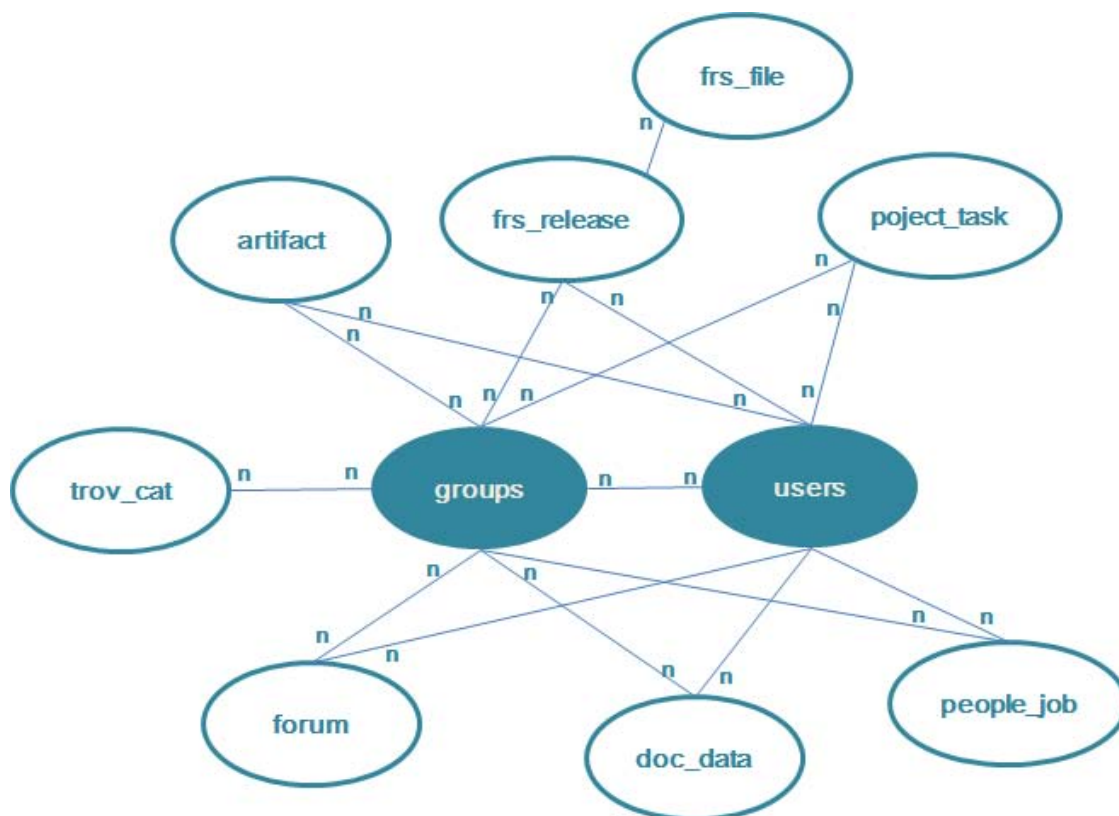 frs_file
n
frs_release
poject_task
artifact
n
n
n
n
n
n
n
n
n
n
n
n
n
trov_cat
groups
n
n
users
n
n
n
n
n
n
n
n
people_job
forum
doc_data